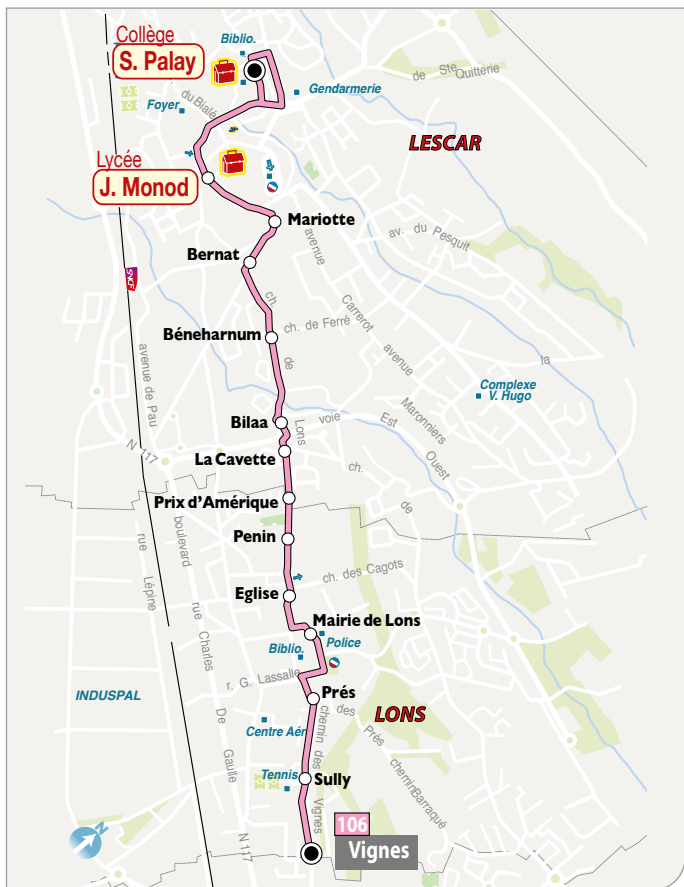 Collège
S. Palay
Biblio.
de Ste Quitterie
Gendarmerie
Foyer
du Bialé
LESCAR
Lycée
J. Monod
Mariotte
av. du Pesquit
avenue
Bernat
SNCF
ch.
Carrerot
ch. de Ferré
Béneharnum
avenue
avenue de Pau
de
la
Complexe
V. Hugo
Maronniers
Bilaa
Lons
voie
Est
Ouest
N 117
La Cavette
ch.
de
Prix d'Amérique
boulevard
Penin
rue
Lépine
ch. des Cagots
Eglise
rue
Charles
Mairie de Lons
Police
Biblio.
r. G. Lassalle
INDUSPAL
Prés
LONS
De
Gaulle
Centre Aér
chemin des
Vignes
des
Prés
chemin
Barraqué
Tennis
Sully
N 117
106
Vignes